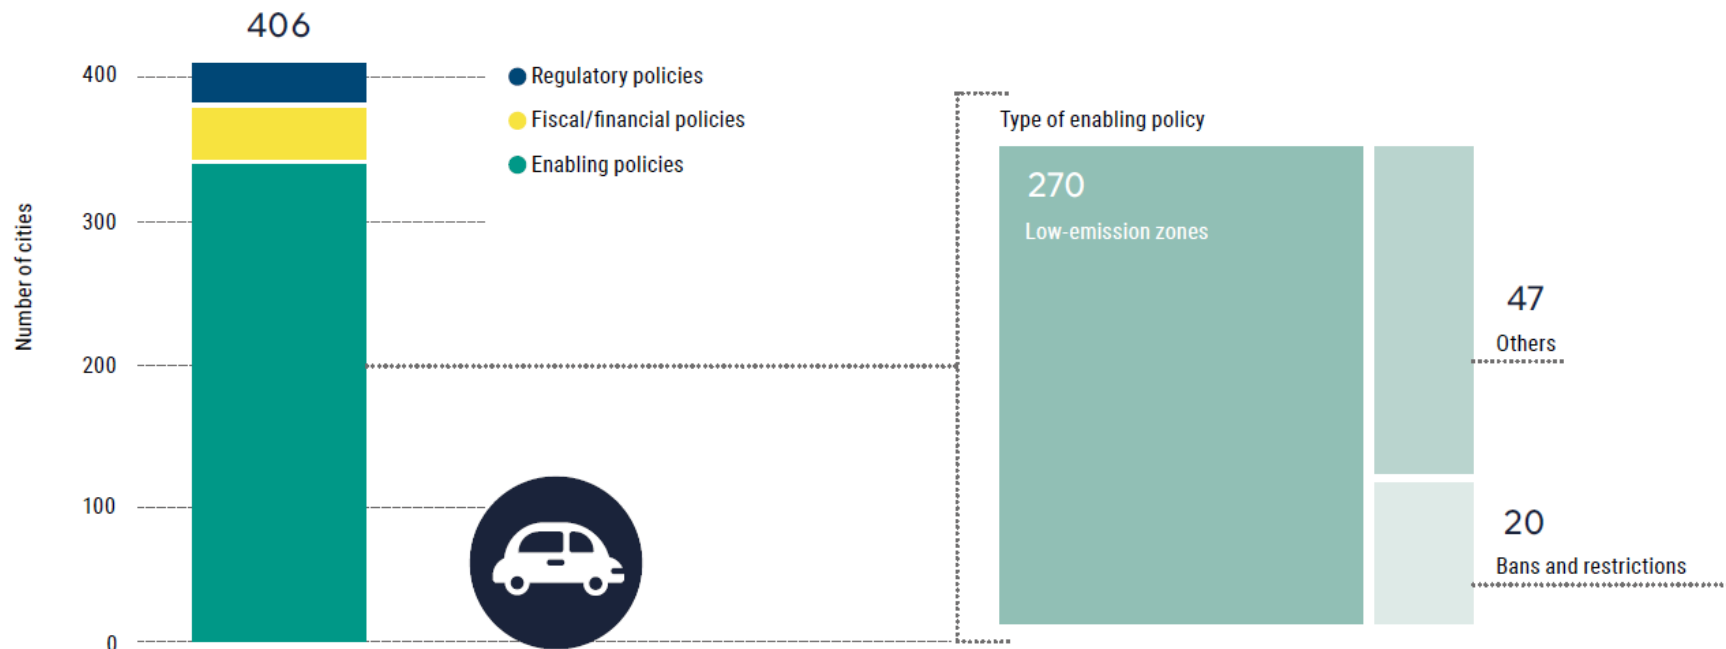 406
400
300
200
100
0
Number of cities
Regulatory policies
Fiscal/financial policies
Enabling policies
Type of enabling policy
270
Low-emission zones
47
Others
20
Bans and restrictions